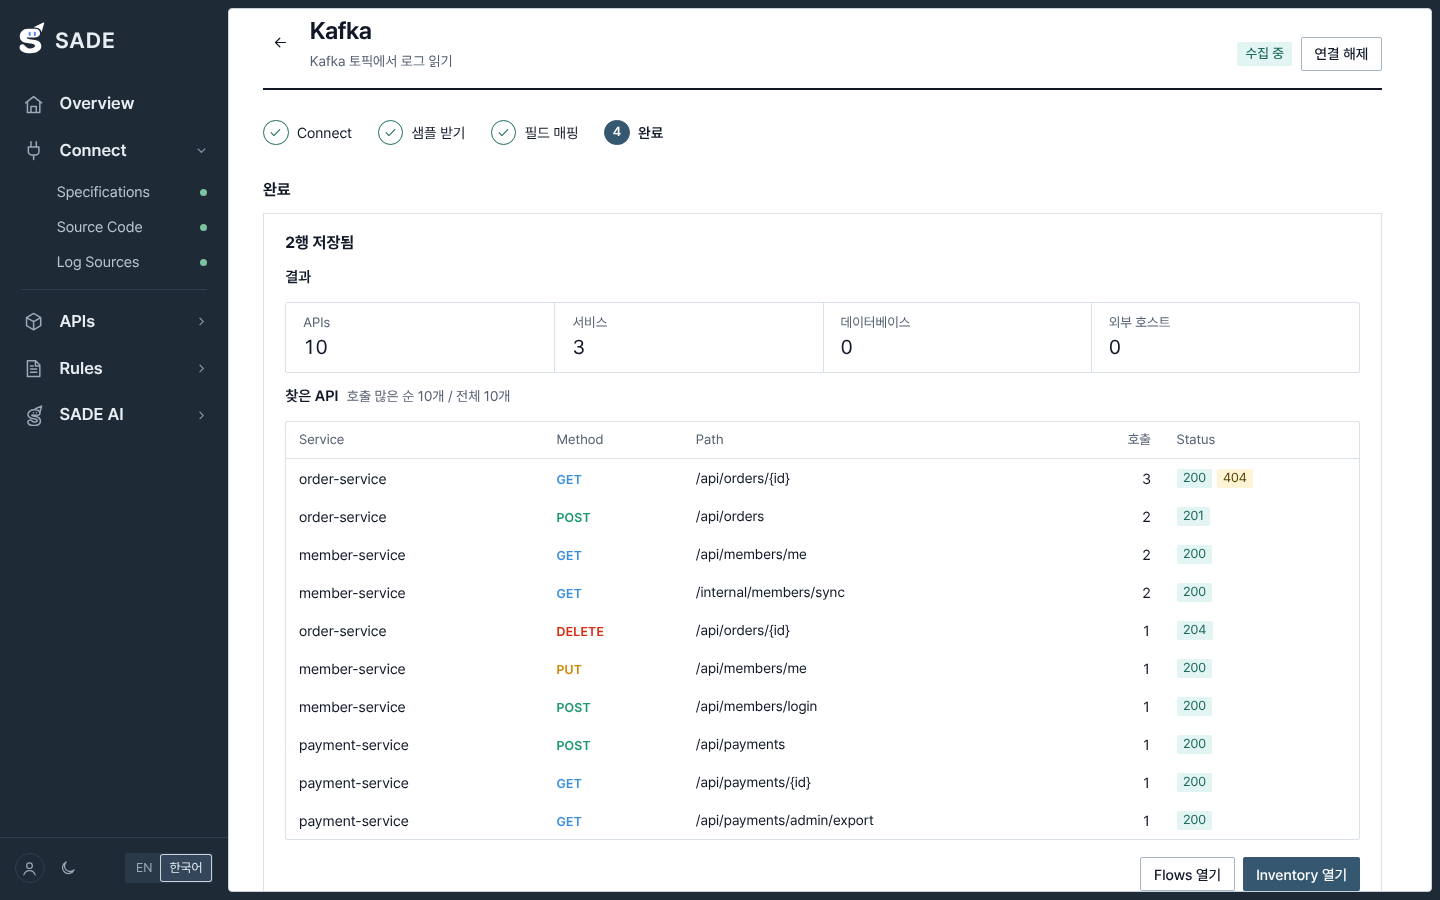 SADE
Overview
Connect
Specifications
Source Code
Log Sources
APIs
Rules
SADE AI
EN 한국어
Kafka
Kafka 토픽에서 로그 읽기
수집 중 연결 해제
Connect 샘플 받기 필드 매핑 4 완료
완료
2행 저장됨
결과
APIs 서비스 데이터베이스 외부 호스트
10 3 0 0
찾은 API 호출 많은 순 10개 / 전체 10개
Service Method Path 호출 Status
order-service GET /api/orders/{id} 3 200 404
order-service POST /api/orders 2 201
member-service GET /api/members/me 2 200
member-service GET /internal/members/sync 2 200
order-service DELETE /api/orders/{id} 1 204
member-service PUT /api/members/me 1 200
member-service POST /api/members/login 1 200
payment-service POST /api/payments 1 200
payment-service GET /api/payments/{id} 1 200
payment-service GET /api/payments/admin/export 1 200
Flows 열기 Inventory 열기